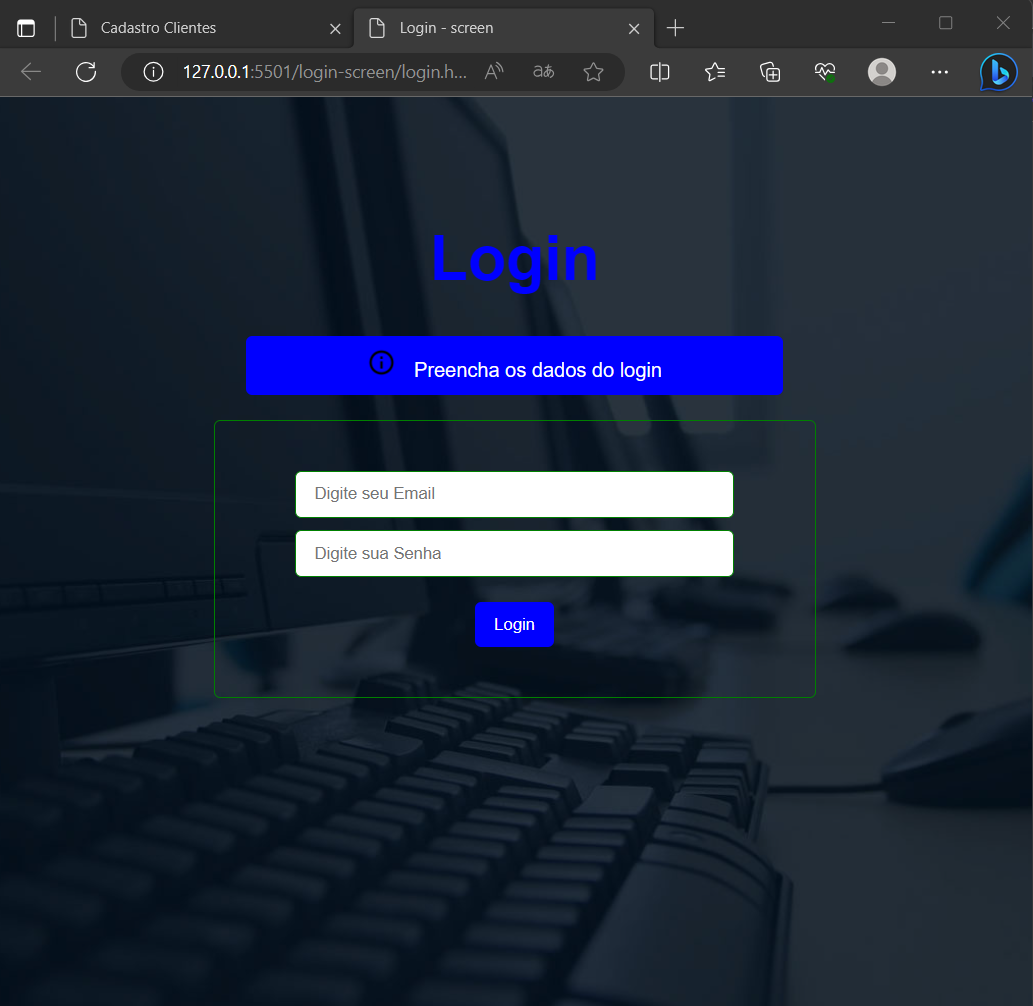 Cadastro Clientes
Login - screen
127.0.0.1:5501/login-screen/login.h...
Login
Preencha os dados do login
Digite seu Email
Digite sua Senha
Login